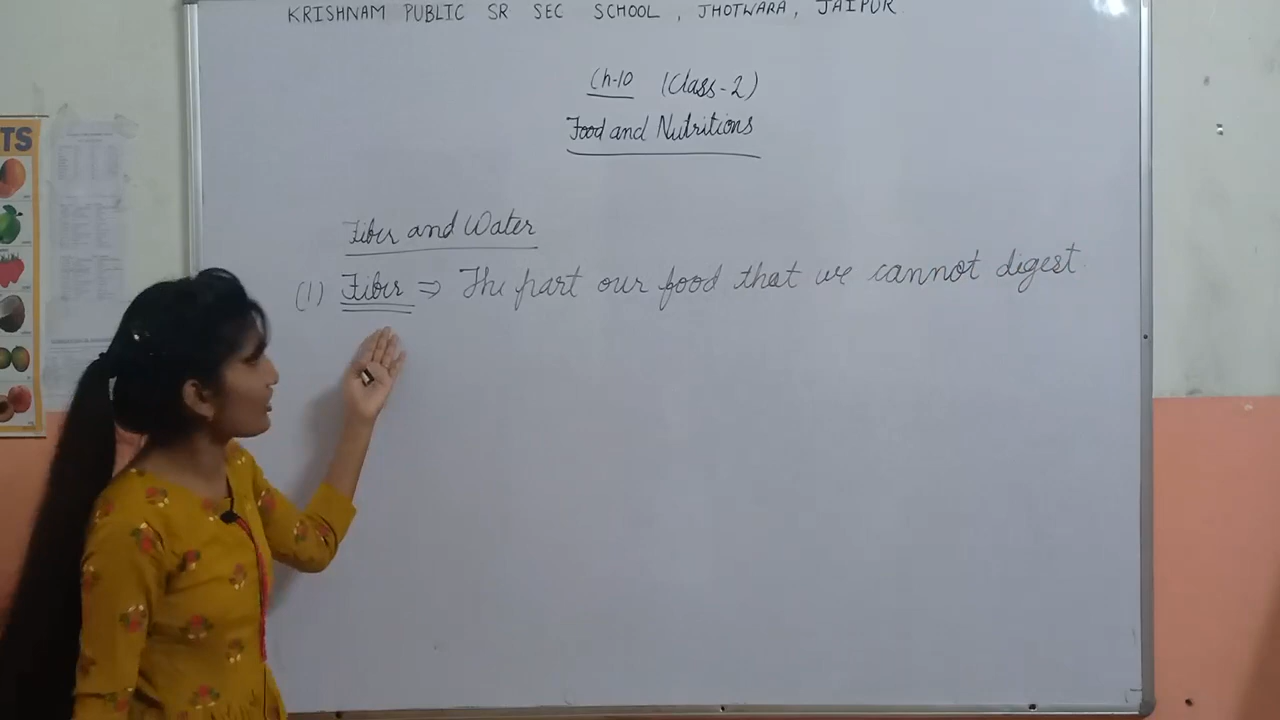 KRISHNAM PUBLIC SR SEC SCHOOL , JHOTWARA, JAIPUR
Ch-10 (Class-2)
Food and Nutritions
Fiber and Water
(1) Fiber ⇒ The part our food that we cannot digest
TS